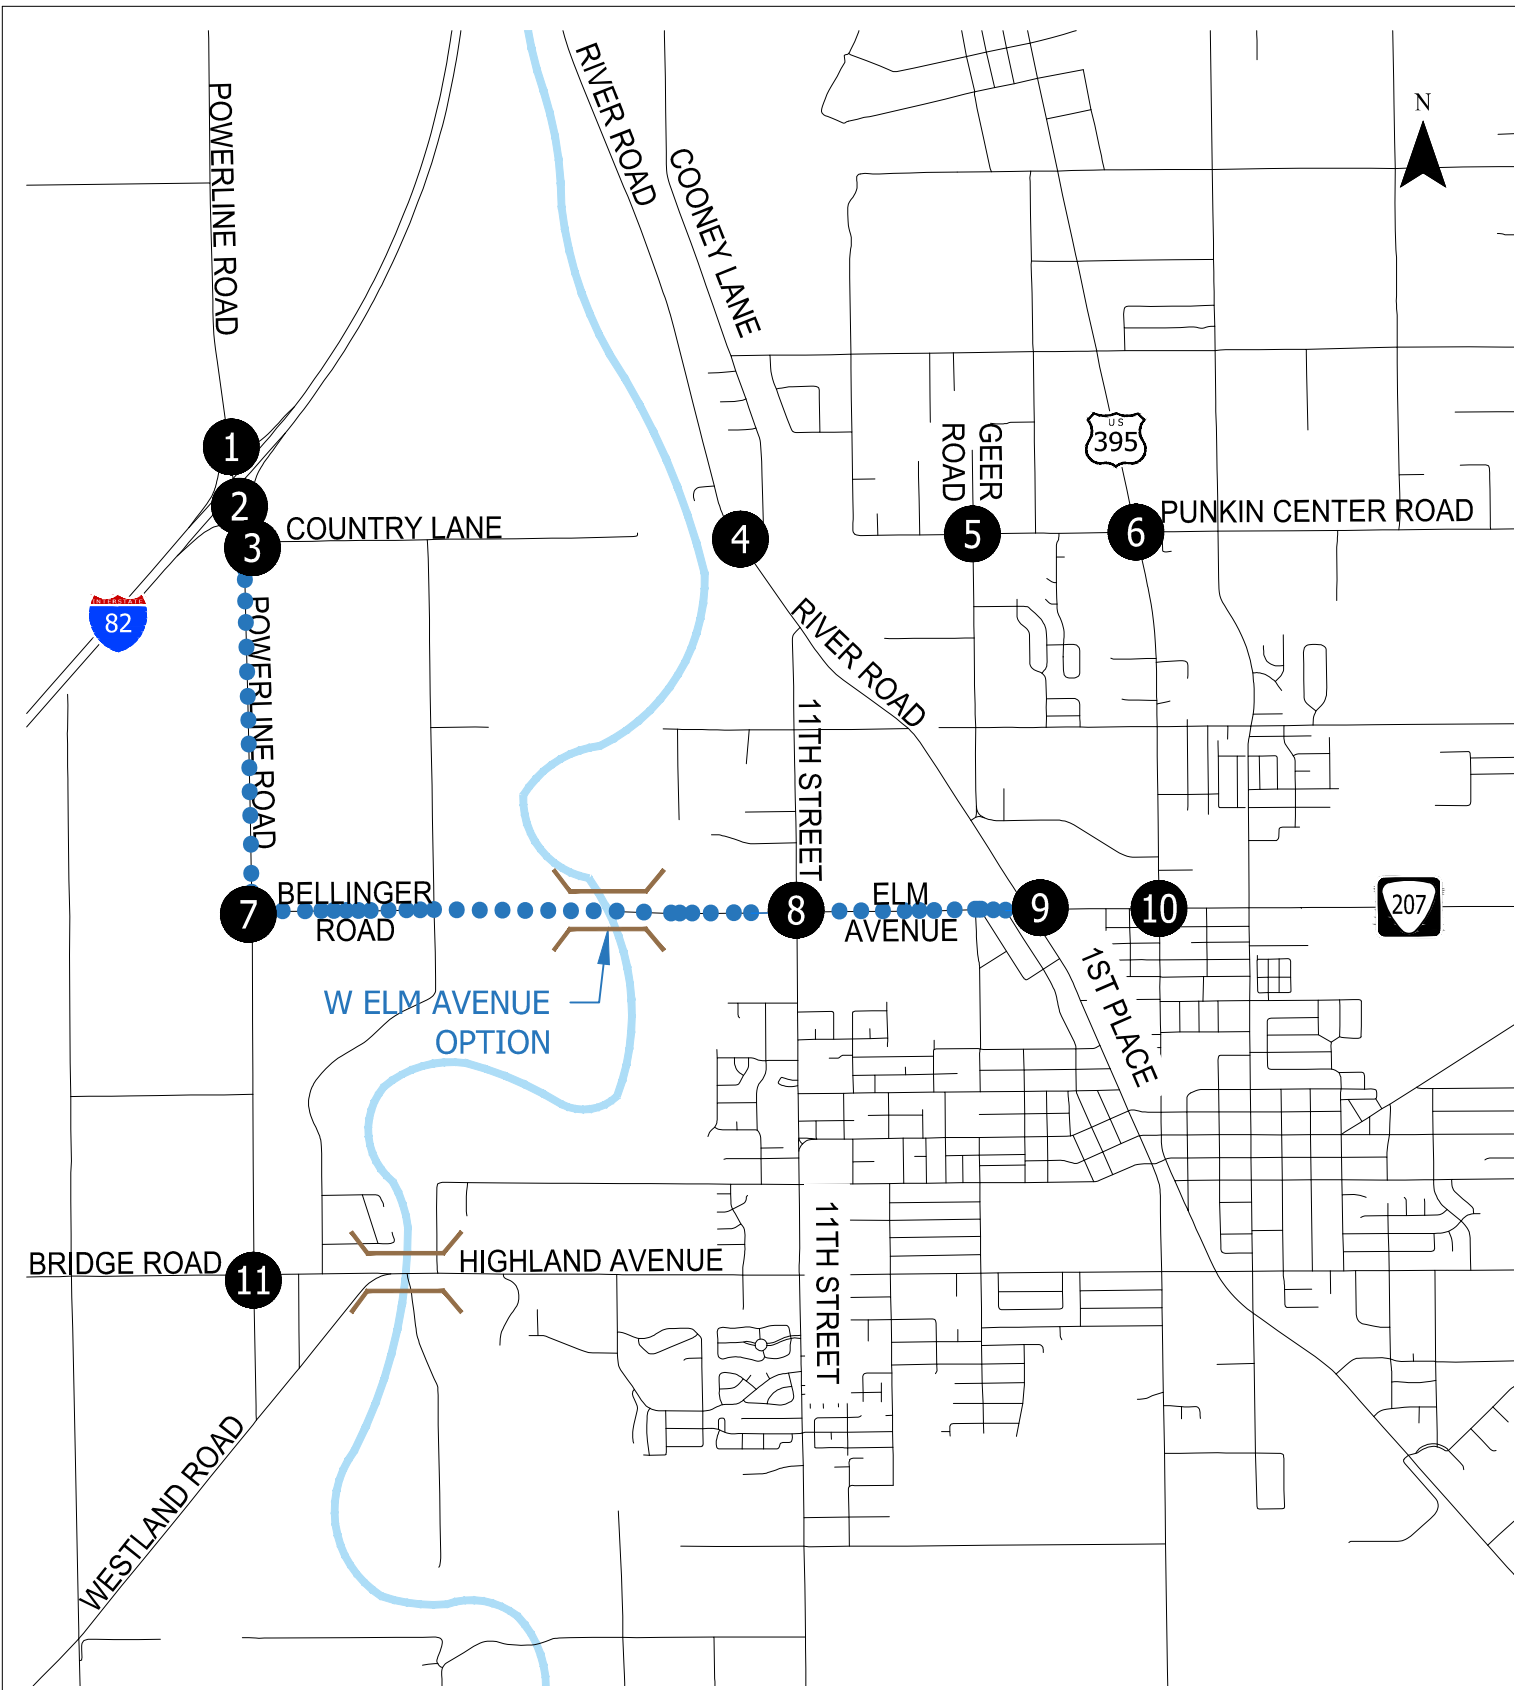 RIVER ROAD
POWERLINE ROAD
N
COONEY LANE
1
US
395
GEER
ROAD
2
PUNKIN CENTER ROAD
COUNTRY LANE
3
4
5
6
INTERSTATE
82
POWERLINE ROAD
RIVER ROAD
11TH STREET
BELLINGER
ROAD
7
8
ELM
AVENUE
9
10
207
1ST PLACE
W ELM AVENUE
OPTION
11TH STREET
BRIDGE ROAD
11
HIGHLAND AVENUE
WESTLAND ROAD